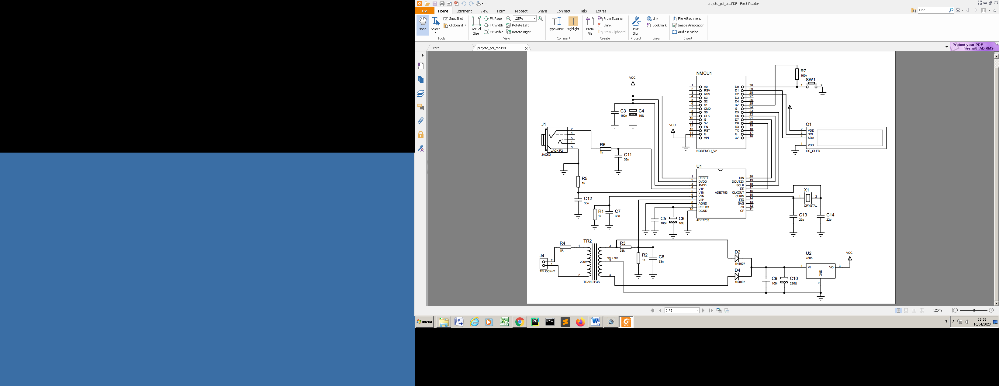 projeto_pci_tcc.PDF - Foxit Reader
File Home Comment View Form Protect Share Connect Help Extras
Find
Hand
Select
SnapShot
Clipboard
Tools
Actual Size
Fit Page
Fit Width
Fit Visible
125%
Rotate Left
Rotate Right
View
Typewriter
Highlight
Comment
From File
From Scanner
Blank
From Clipboard
Create
PDF Sign
Protect
Link
Bookmark
Links
File Attachment
Image Annotation
Audio & Video
Insert
Start
projeto_pci_tcc.PDF
Protect your PDF
files with AD RMS
NMCU1
1 A0
2 RSV
3 RSV
4 S3
5 S2
6 S1
7 CMD
8 S0
9 CLK
10 G
11 3V
12 EN
13 RST
14 G
15 VIN
D0 30
D1 29
D2 28
D3 27
D4 26
3V 25
G 24
D5 23
D6 22
D7 21
D8 20
RX 19
TX 18
G 17
3V 16
NODEMCU_V2
R7
100k
SW1
1 2
VCC
C3
100n
C4
10U
VCC
J1
2
4
5
1
3
JACK P2
JACK3
R6
1k
C11
33n
O1
2 VDD
3 SCL
4 SDA
1 VSS
I2C_OLED
U1
1 RESET
2 DVDD
3 AVDD
4 V1P
5 V1N
6 V2N
7 V2P
8 AGND
9 REF I/O
10 DGND
ADE7753
DIN 20
DOUTZX 19
SCLK 18
CS 17
CLKOUT 16
CLKIN 15
IRQ 14
SAG 13
ZX 12
CF 11
ADE7753
R5
1k
C12
33n
R1
1k
C7
33n
C5
100n
C6
10U
X1
1 2
CRYSTAL
C13
22p
C14
22p
J4
2
1
TBLOCK-I2
R4
1R
TR2
1
2
220V
3
9V + 9V
5
4
TRAN-2P3S
R3
33k
R2
1k
C8
33n
D2
1N4007
D4
1N4007
C9
100n
C10
220U
U2
7805
1 VI VO 3
GND
2
VCC
1 / 1
125%
Iniciar
PT
18:38
16/04/2020